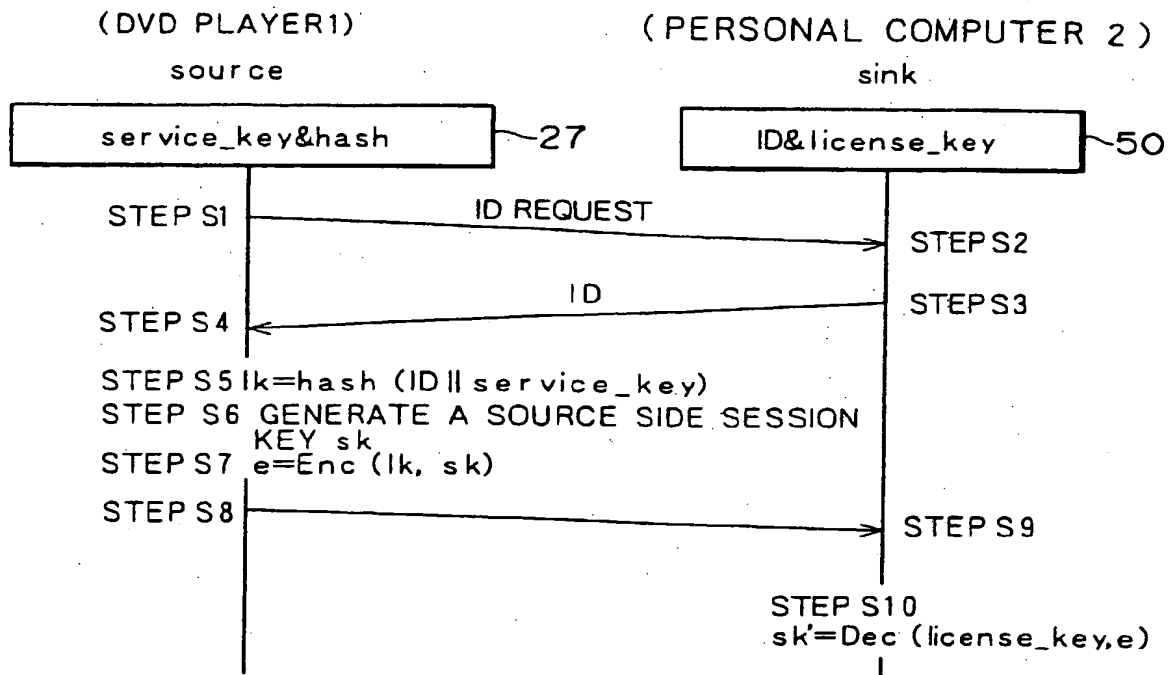 (DVD PLAYER1)
(PERSONAL COMPUTER 2)
source
sink
service_key&hash
27
ID&license_key
50
STEP S1
ID REQUEST
STEP S2
ID
STEP S3
STEP S4
STEP S5 lk=hash (ID || service_key)
STEP S6 GENERATE A SOURCE SIDE SESSION
KEY sk
STEP S7 e=Enc (lk, sk)
STEP S8
STEP S9
STEP S10
sk'=Dec (license_key,e)